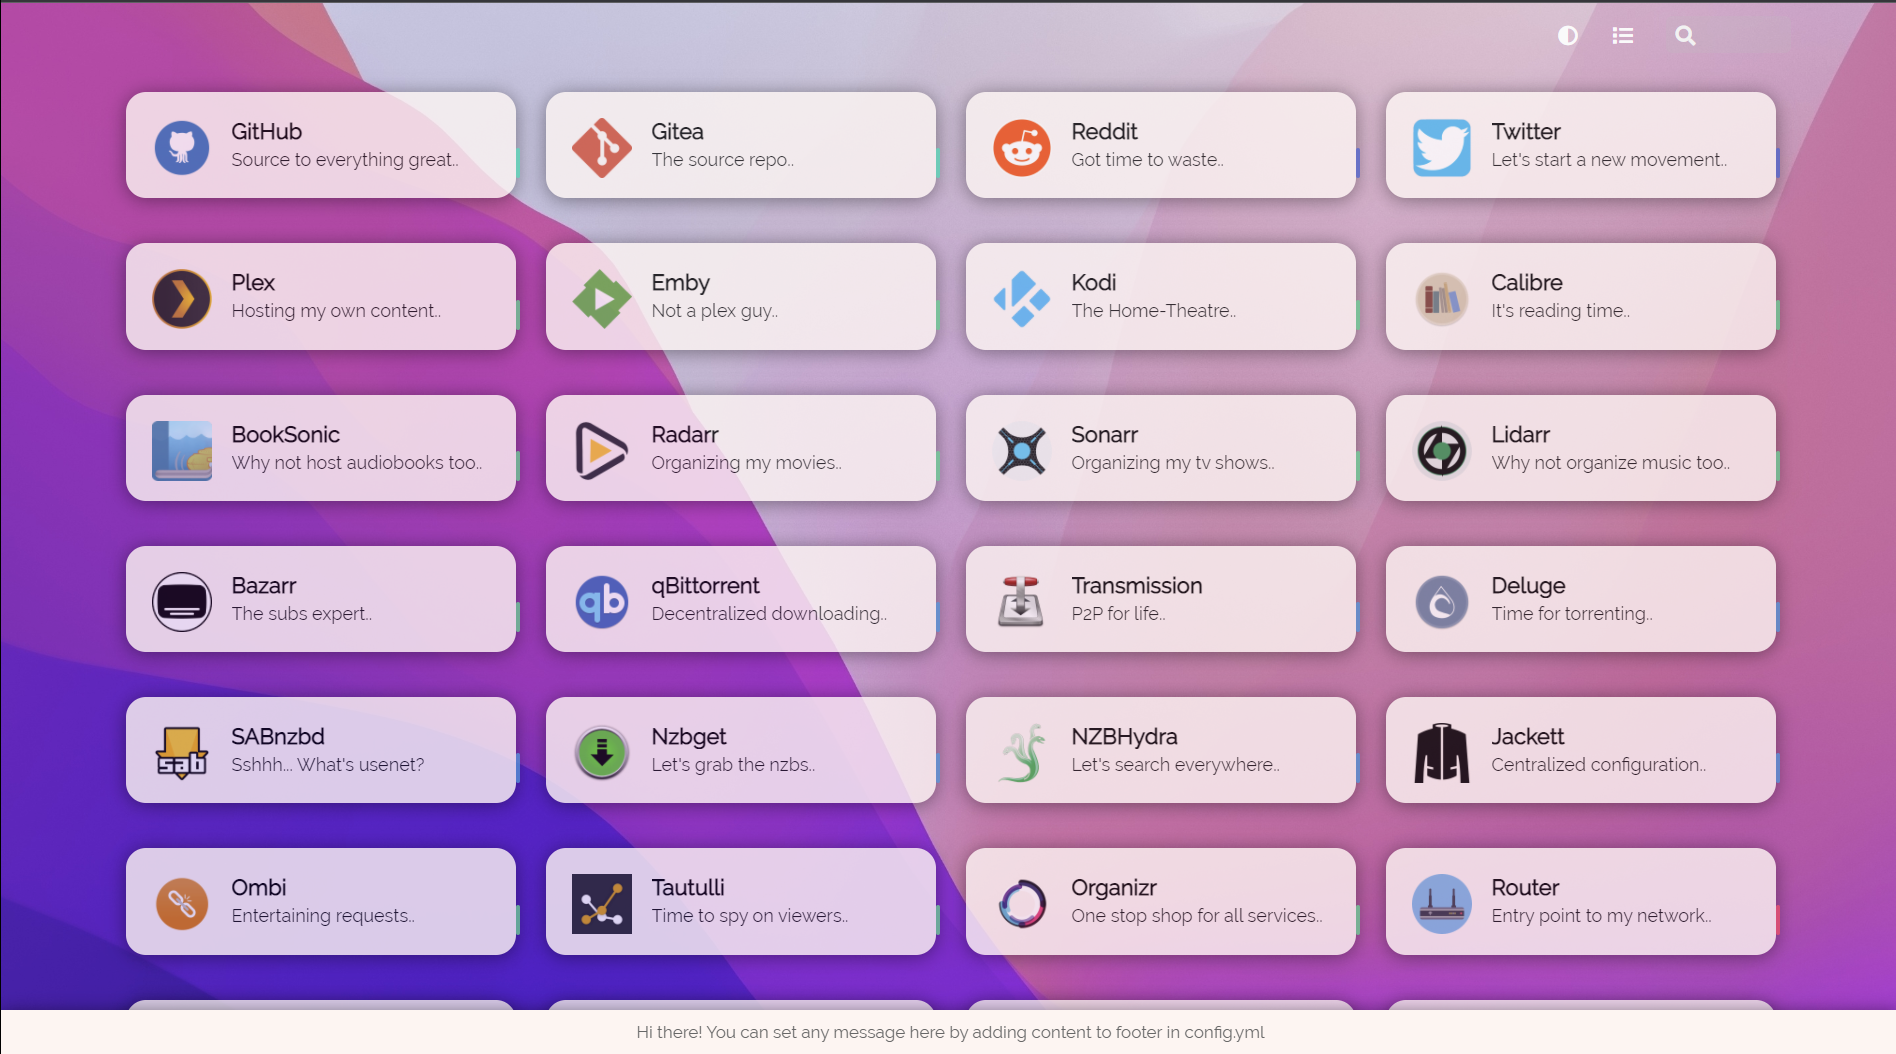 GitHub
Source to everything great..
Gitea
The source repo..
Reddit
Got time to waste..
Twitter
Let's start a new movement..
Plex
Hosting my own content..
Emby
Not a plex guy..
Kodi
The Home-Theatre..
Calibre
It's reading time..
BookSonic
Why not host audiobooks too..
Radarr
Organizing my movies..
Sonarr
Organizing my tv shows..
Lidarr
Why not organize music too..
Bazarr
The subs expert..
qb
qBittorrent
Decentralized downloading..
Transmission
P2P for life..
Deluge
Time for torrenting..
sab
SABnzbd
Sshhh... What's usenet?
Nzbget
Let's grab the nzbs..
NZBHydra
Let's search everywhere..
Jackett
Centralized configuration..
Ombi
Entertaining requests..
Tautulli
Time to spy on viewers..
Organizr
One stop shop for all services..
Router
Entry point to my network..
Hi there! You can set any message here by adding content to footer in config.yml